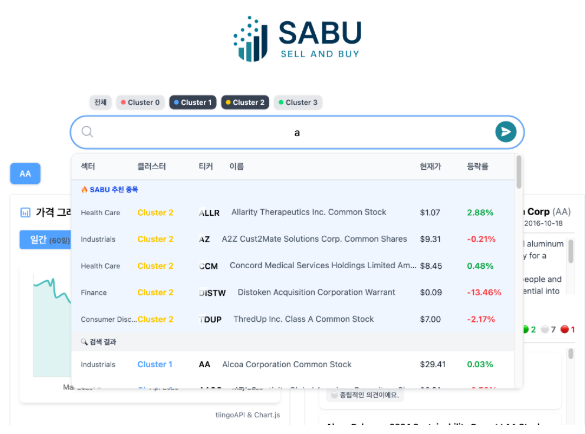 SABU
SELL AND BUY
전체 Cluster 0 Cluster 1 Cluster 2 Cluster 3
a
AA
섹터 클러스터 티커 이름 현재가 등락률
SABU 추천 종목
Health Care Cluster 2 ALLR Allarity Therapeutics Inc. Common Stock $1.07 2.88%
Industrials Cluster 2 AZ A2Z Cust2Mate Solutions Corp. Common Shares $9.31 -0.21%
Health Care Cluster 2 CCM Concord Medical Services Holdings Limited Am... $8.45 0.48%
Finance Cluster 2 DISTW Distoken Acquisition Corporation Warrant $0.09 -13.46%
Consumer Disc... Cluster 2 TDUP ThredUp Inc. Class A Common Stock $7.00 -2.17%
검색 결과
Industrials Cluster 1 AA Alcoa Corporation Common Stock $29.41 0.03%
가격 그래
일간 (60일)
Ma
tiingoAPI & Chart.js
Corp (AA)
2016-10-18
aluminum
y for a
people and
ential into
2 7 1
중립적인 의견이에요.